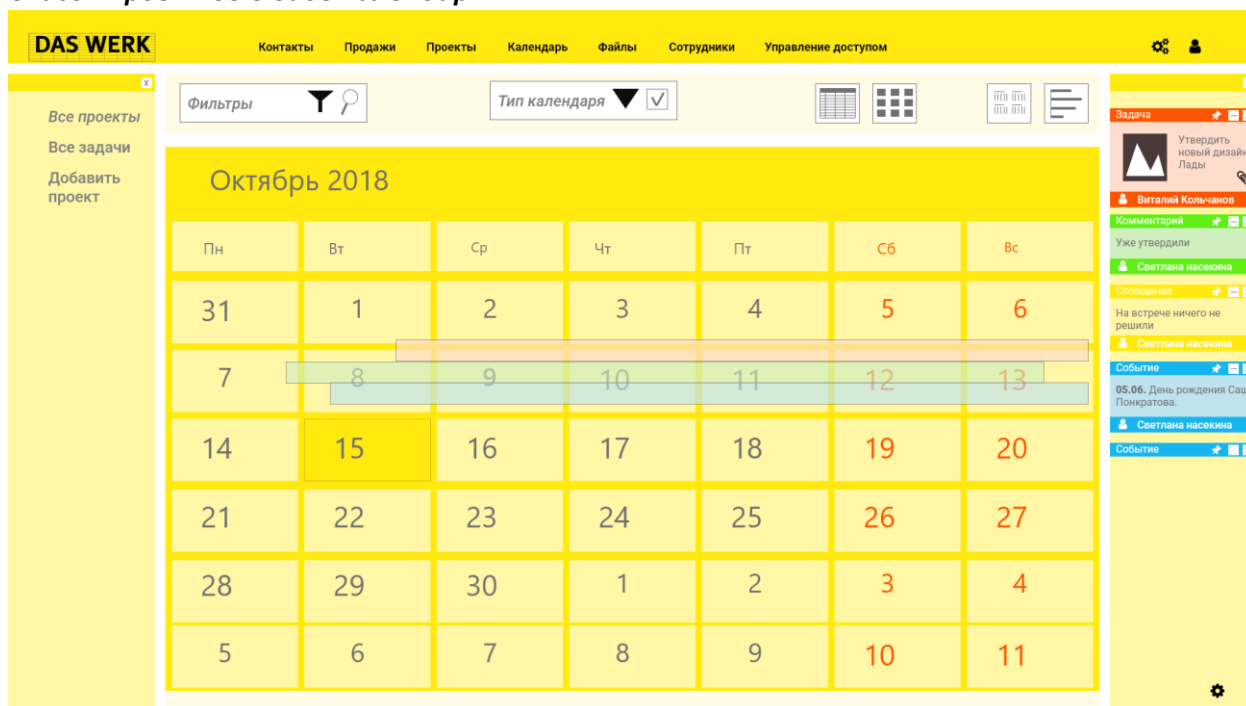 DAS WERK
Контакты Продажи Проекты Календарь Файлы Сотрудники Управление доступом
x
Все проекты
Все задачи
Добавить
проект
Фильтры
Тип календаря
Октябрь 2018
Пн Вт Ср Чт Пт Сб Вс
31 1 2 3 4 5 6
7 8 9 10 11 12 13
14 15 16 17 18 19 20
21 22 23 24 25 26 27
28 29 30 1 2 3 4
5 6 7 8 9 10 11
Задача
Утвердить
новый дизайн
Лады
Виталий Кольчанов
Комментарий
Уже утвердили
Светлана насекина
Сообщение
На встрече ничего не
решили
Светлана насекина
Событие
05.06. День рождения
Понкратова.
Светлана насекина
Событие